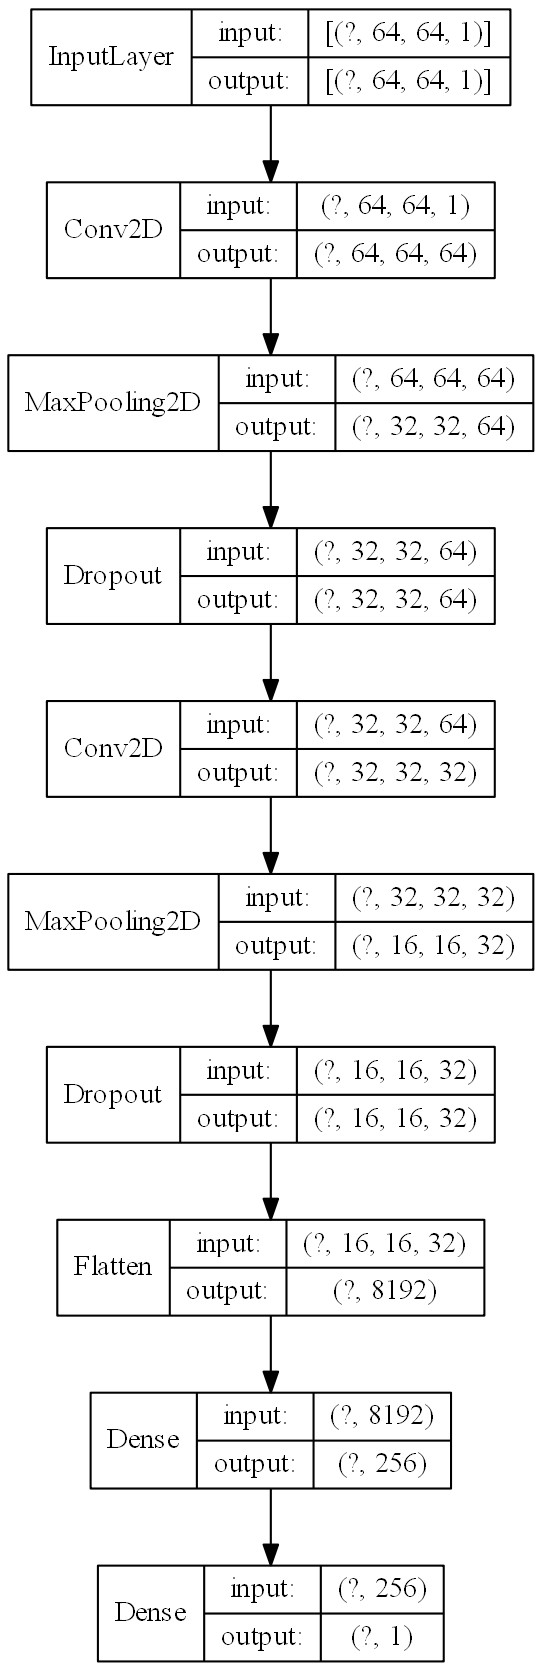 InputLayer input: [(?, 64, 64, 1)]
output: [(?, 64, 64, 1)]
Conv2D input: (?, 64, 64, 1)
output: (?, 64, 64, 64)
MaxPooling2D input: (?, 64, 64, 64)
output: (?, 32, 32, 64)
Dropout input: (?, 32, 32, 64)
output: (?, 32, 32, 64)
Conv2D input: (?, 32, 32, 64)
output: (?, 32, 32, 32)
MaxPooling2D input: (?, 32, 32, 32)
output: (?, 16, 16, 32)
Dropout input: (?, 16, 16, 32)
output: (?, 16, 16, 32)
Flatten input: (?, 16, 16, 32)
output: (?, 8192)
Dense input: (?, 8192)
output: (?, 256)
Dense input: (?, 256)
output: (?, 1)